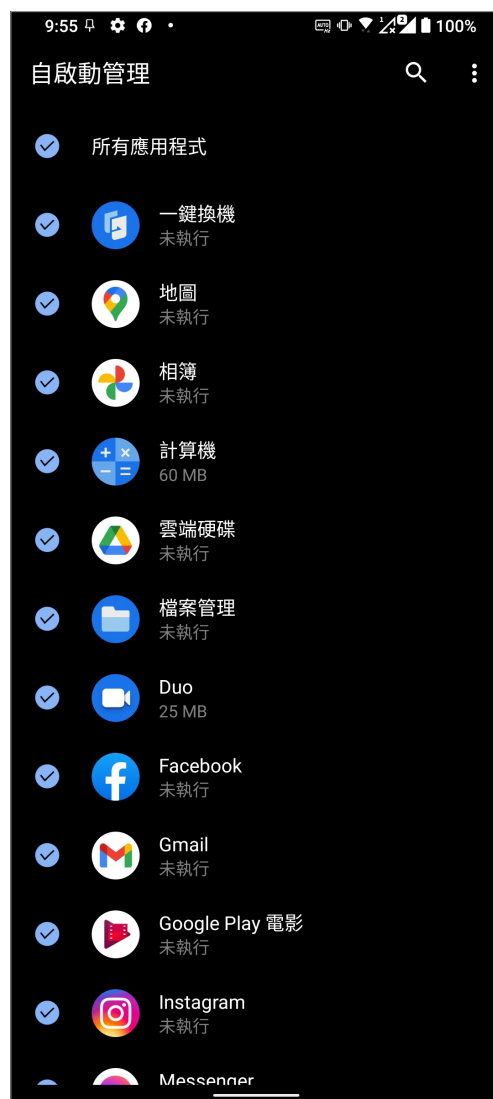 9:55 100%
自啟動管理
所有應用程式
一鍵換機
未執行
地圖
未執行
相簿
未執行
計算機
60 MB
雲端硬碟
未執行
檔案管理
未執行
Duo
25 MB
Facebook
未執行
Gmail
未執行
Google Play 電影
未執行
Instagram
未執行
Messenger